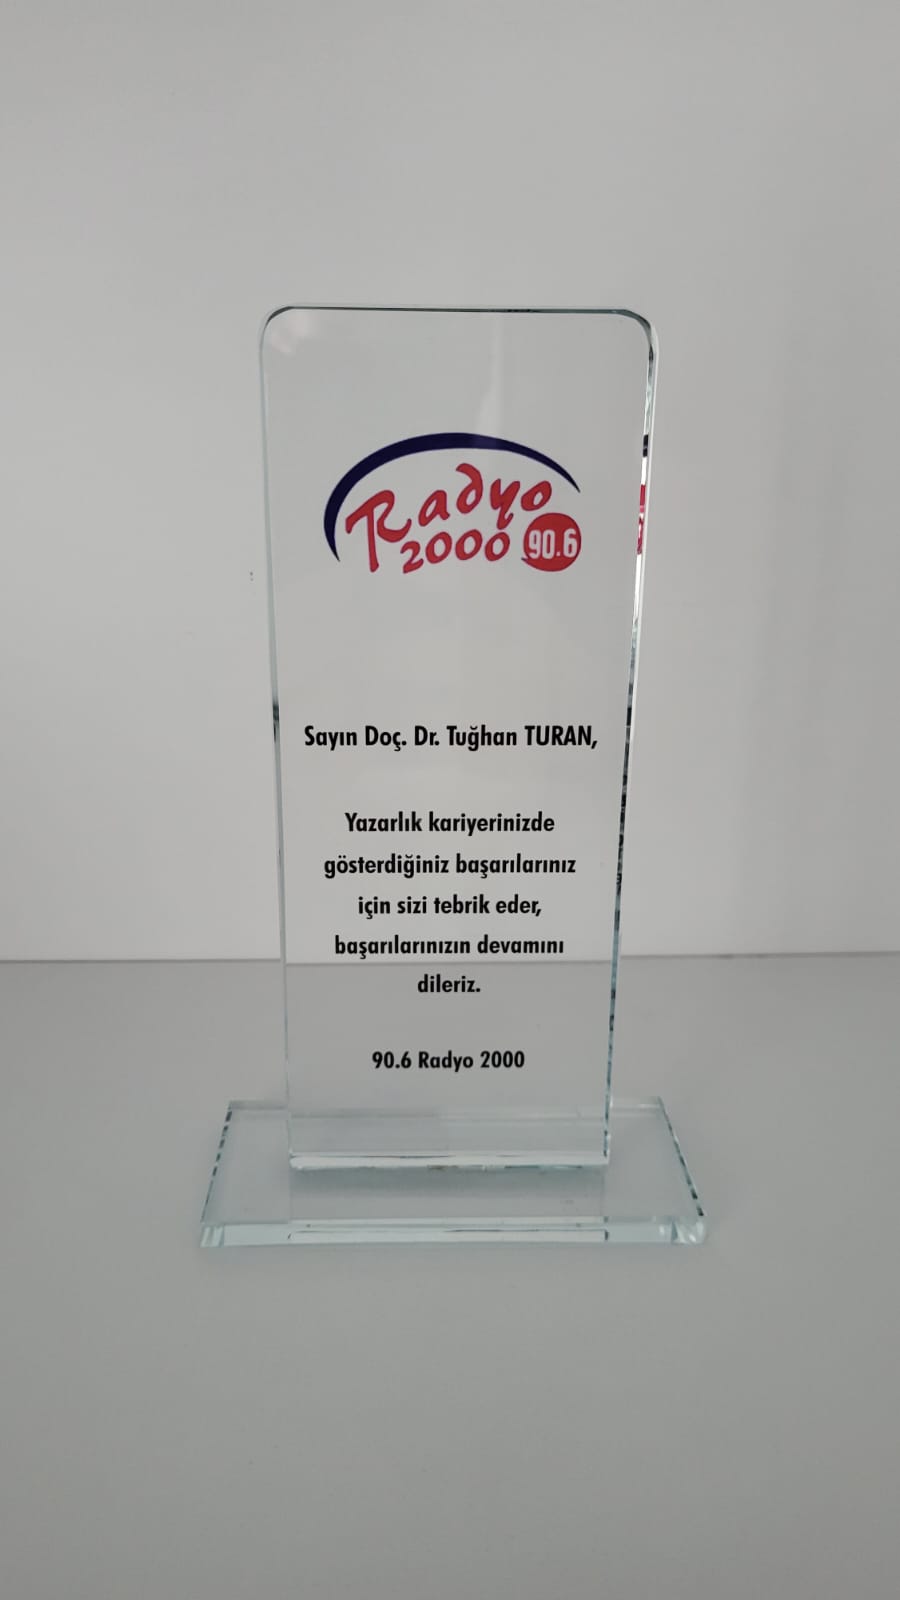 Radyo
2000 90.6
Sayın Doç. Dr. Tuğhan TURAN,
Yazarlık kariyerinizde
gösterdiğiniz başarılarınız
için sizi tebrik eder,
başarılarınızın devamını
dileriz.
90.6 Radyo 2000